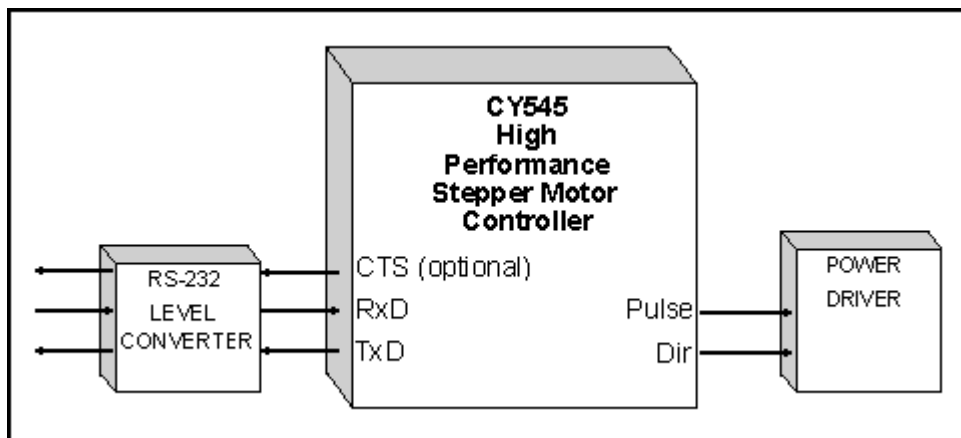 CY545
High
Performance
Stepper Motor
Controller
CTS (optional)
RxD
TxD
Pulse
Dir
RS-232
LEVEL
CONVERTER
POWER
DRIVER